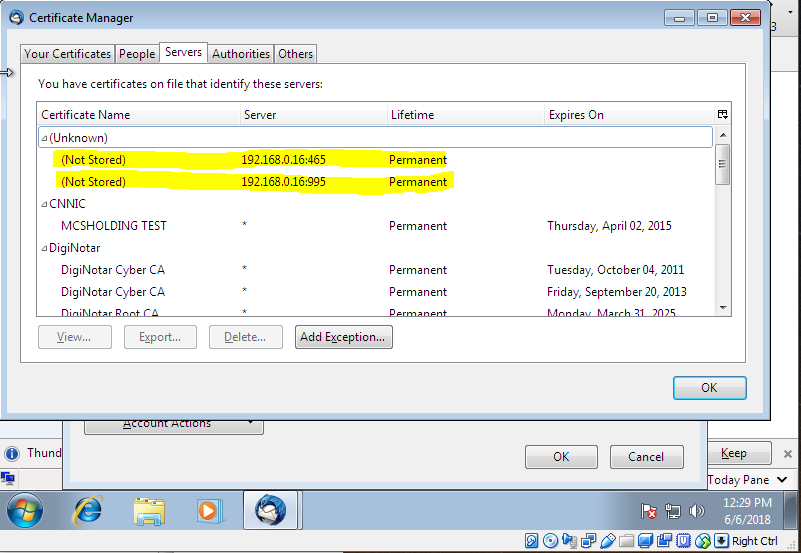 Certificate Manager
3
Your Certificates People Servers Authorities Others
You have certificates on file that identify these servers:
Certificate Name Server Lifetime Expires On
(Unknown)
(Not Stored) 192.168.0.16:465 Permanent
(Not Stored) 192.168.0.16:995 Permanent
CNNIC
MCSHOLDING TEST * Permanent Thursday, April 02, 2015
DigiNotar
DigiNotar Cyber CA * Permanent Tuesday, October 04, 2011
DigiNotar Cyber CA * Permanent Friday, September 20, 2013
DigiNotar Root CA * Permanent Monday, March 31, 2025
View... Export... Delete... Add Exception...
OK
Account Actions
Thund
OK Cancel
Keep
Today Pane
12:29 PM
6/6/2018
Right Ctrl